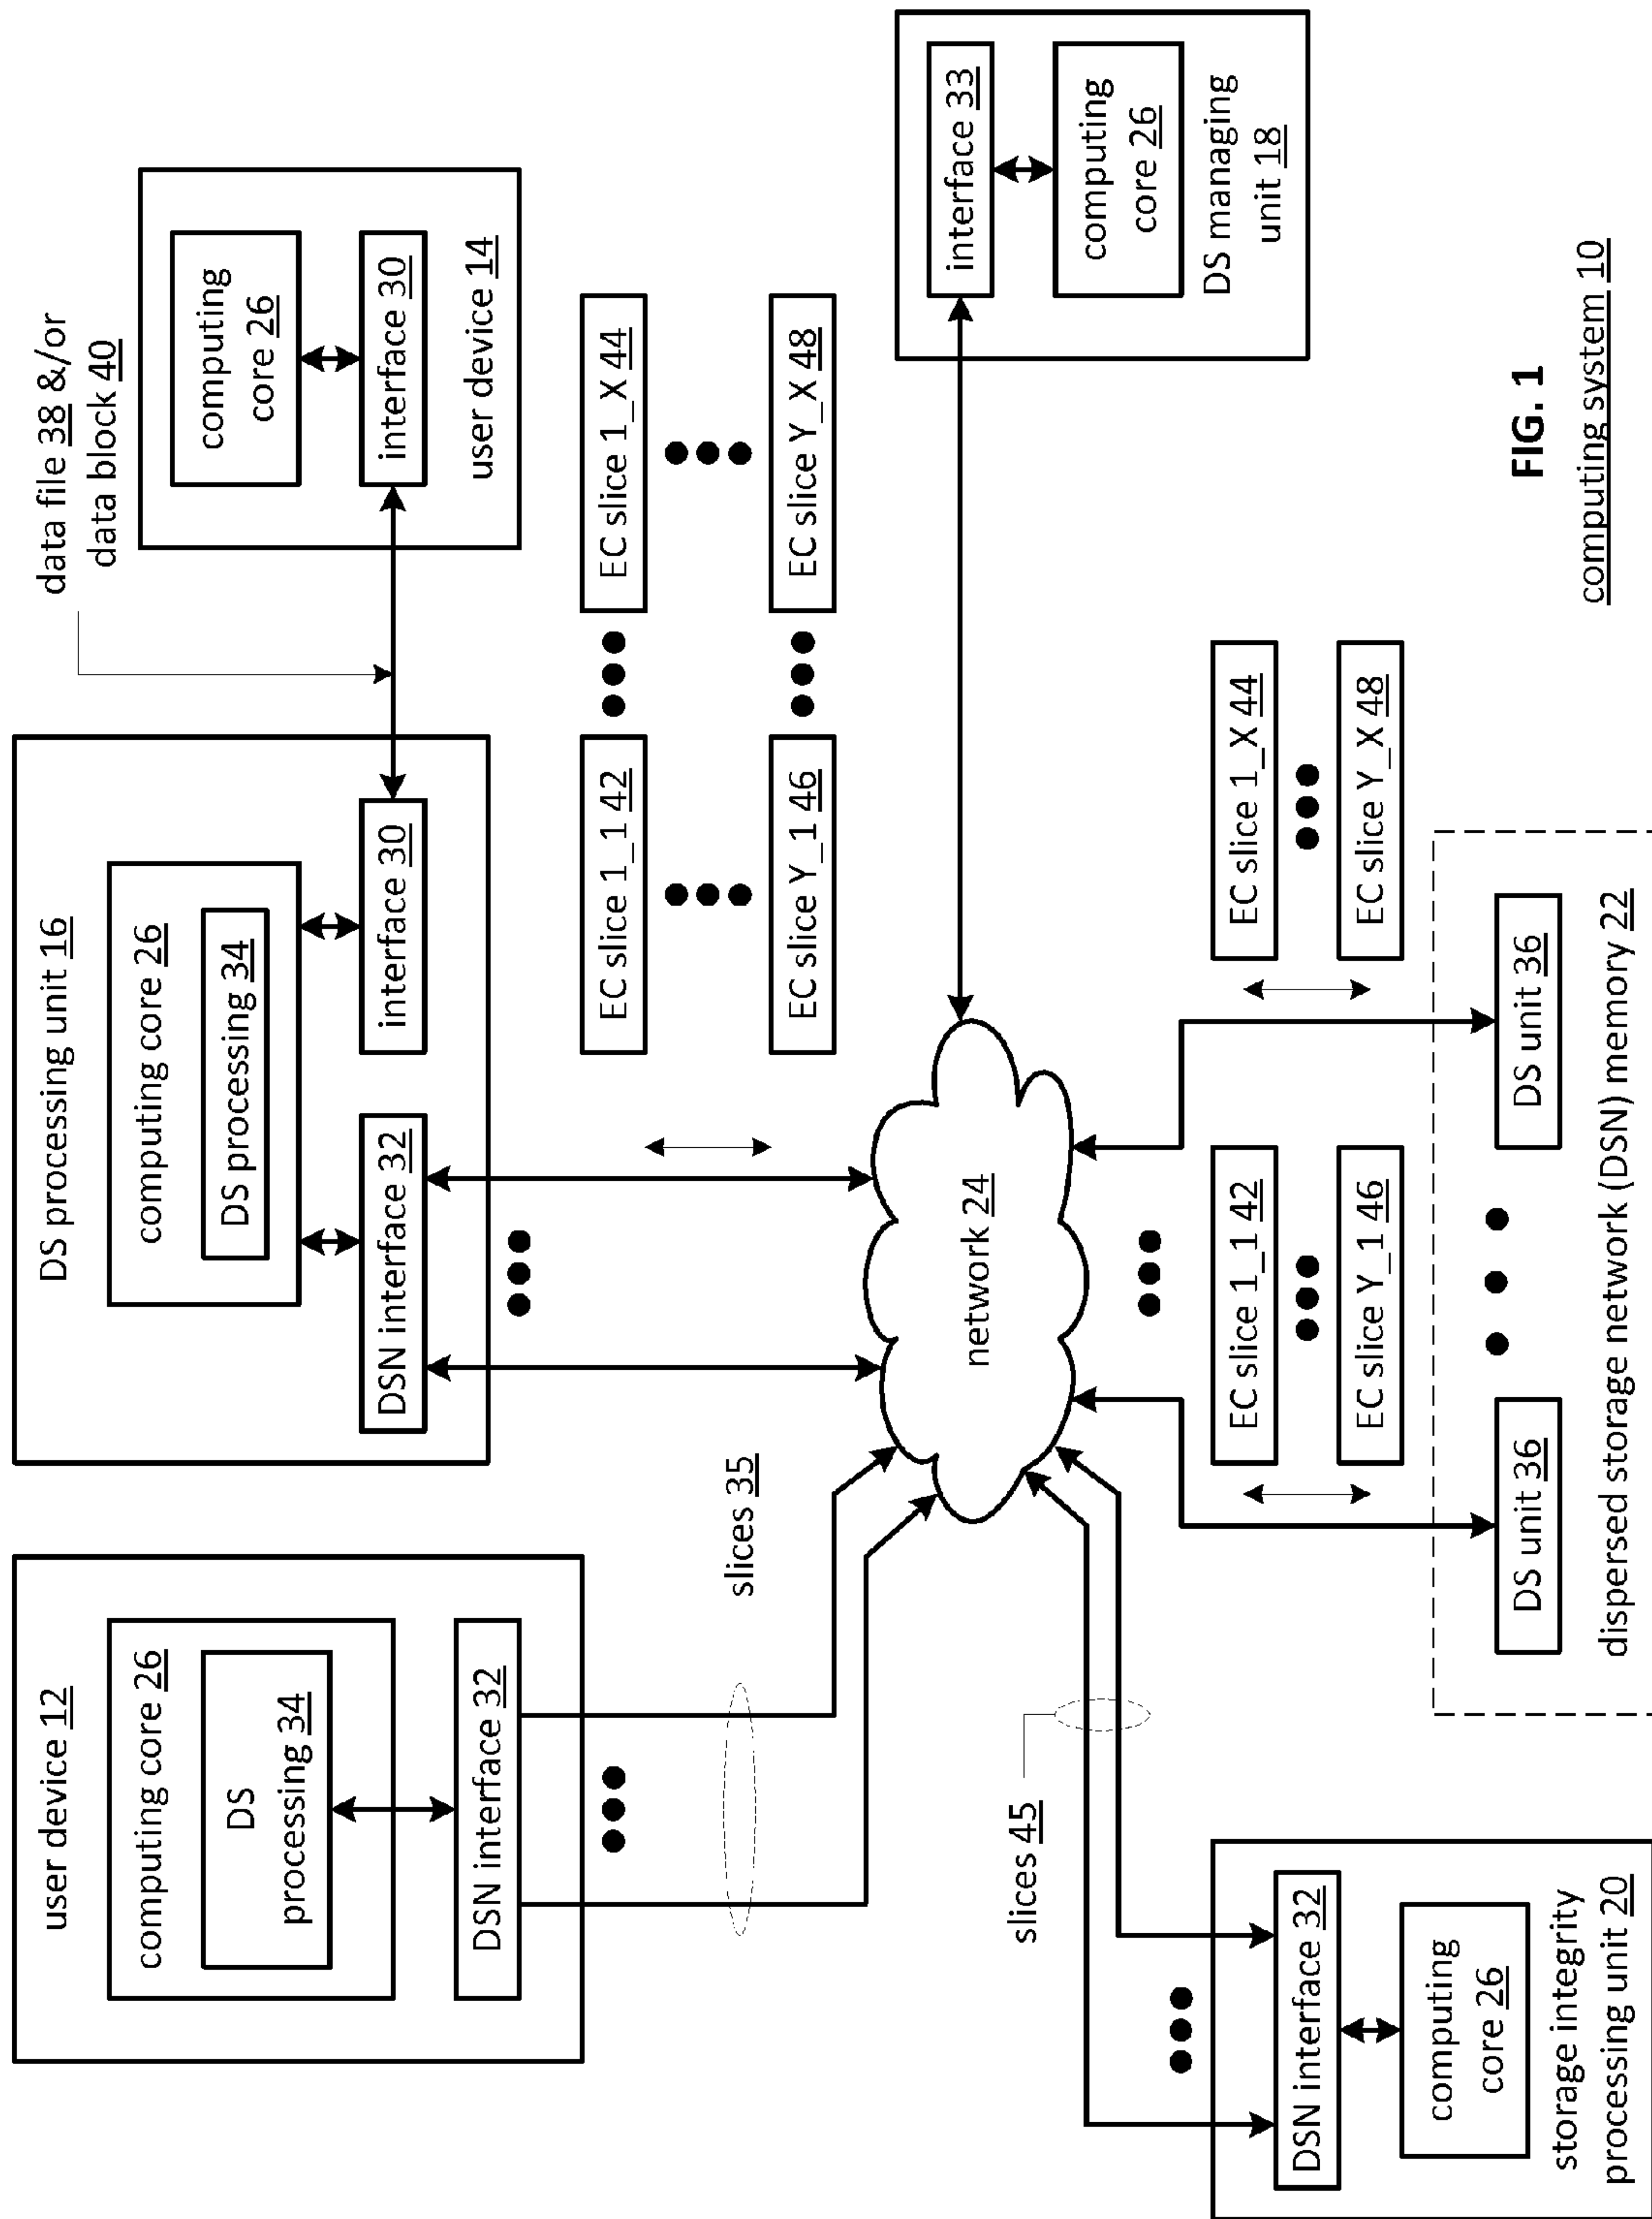 user device 12
computing core 26
DS
processing 34
DSN interface 32
slices 35
DS processing unit 16
computing core 26
DS processing 34
DSN interface 32
interface 30
data file 38 &/or
data block 40
computing
core 26
interface 30
user device 14
EC slice 1_1 42
EC slice 1_X 44
EC slice Y_1 46
EC slice Y_X 48
network 24
interface 33
computing
core 26
DS managing
unit 18
slices 45
DSN interface 32
computing
core 26
storage integrity
processing unit 20
EC slice 1_1 42
EC slice 1_X 44
EC slice Y_1 46
EC slice Y_X 48
DS unit 36
DS unit 36
dispersed storage network (DSN) memory 22
FIG. 1
computing system 10